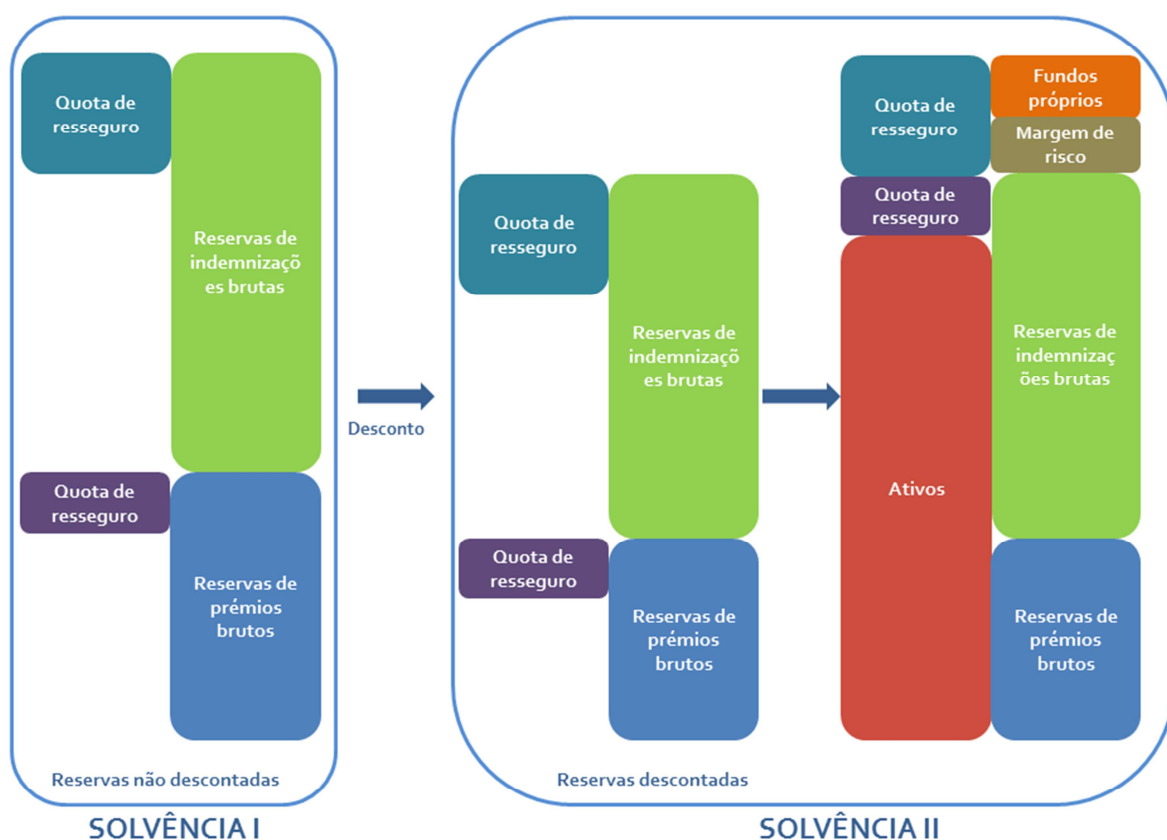 Quota de
resseguro
Reservas de
indemnizaçõ
es brutas
Quota de
resseguro
Reservas de
prémios
brutos
Reservas não descontadas
SOLVÊNCIA I
Desconto
Quota de
resseguro
Reservas de
indemnizaçõ
es brutas
Quota de
resseguro
Reservas de
prémios
brutos
Quota de
resseguro
Fundos
próprios
Margem de
risco
Quota de
resseguro
Ativos
Reservas de
indemnizaç
ões brutas
Reservas de
prémios
brutos
Reservas descontadas
SOLVÊNCIA II